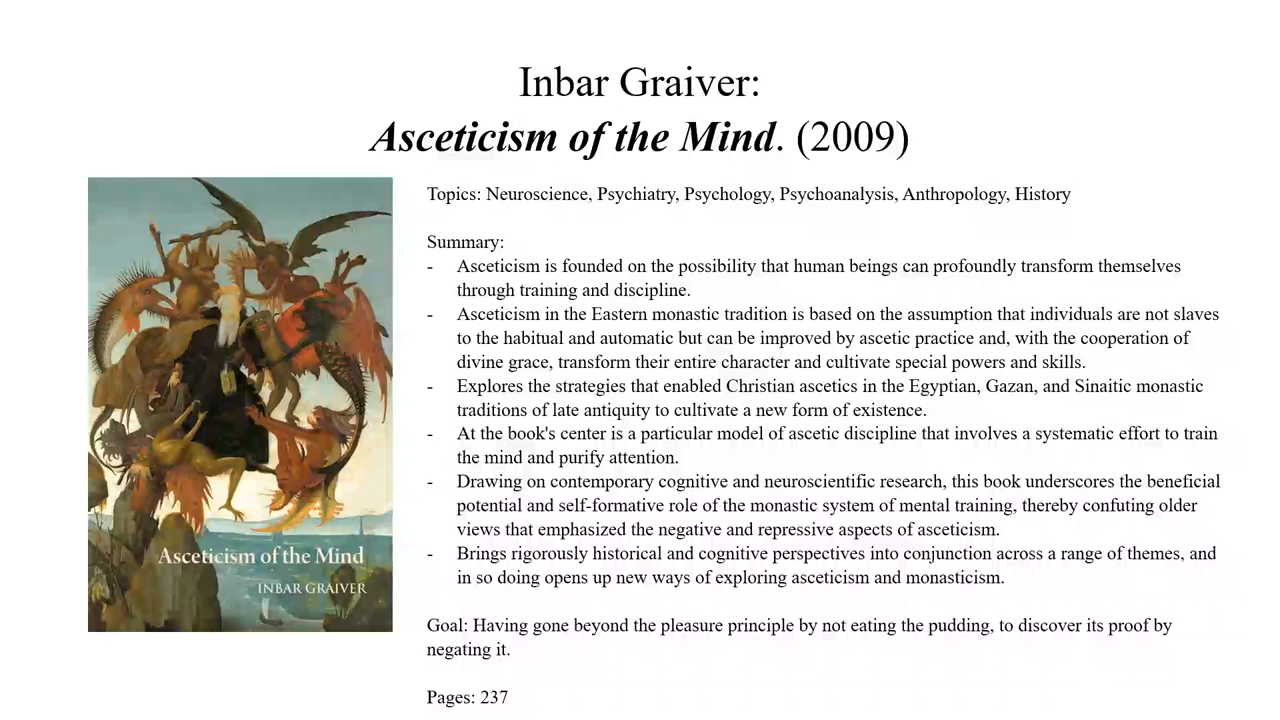 Inbar Graiver:
Asceticism of the Mind. (2009)
Topics: Neuroscience, Psychiatry, Psychology, Psychoanalysis, Anthropology, History
Summary:
- Asceticism is founded on the possibility that human beings can profoundly transform themselves
through training and discipline.
- Asceticism in the Eastern monastic tradition is based on the assumption that individuals are not slaves
to the habitual and automatic but can be improved by ascetic practice and, with the cooperation of
divine grace, transform their entire character and cultivate special powers and skills.
- Explores the strategies that enabled Christian ascetics in the Egyptian, Gazan, and Sinaitic monastic
traditions of late antiquity to cultivate a new form of existence.
- At the book's center is a particular model of ascetic discipline that involves a systematic effort to train
the mind and purify attention.
- Drawing on contemporary cognitive and neuroscientific research, this book underscores the beneficial
potential and self-formative role of the monastic system of mental training, thereby confuting older
views that emphasized the negative and repressive aspects of asceticism.
- Brings rigorously historical and cognitive perspectives into conjunction across a range of themes, and
in so doing opens up new ways of exploring asceticism and monasticism.
Goal: Having gone beyond the pleasure principle by not eating the pudding, to discover its proof by
negating it.
Pages: 237
Asceticism of the Mind
INBAR GRAIVER